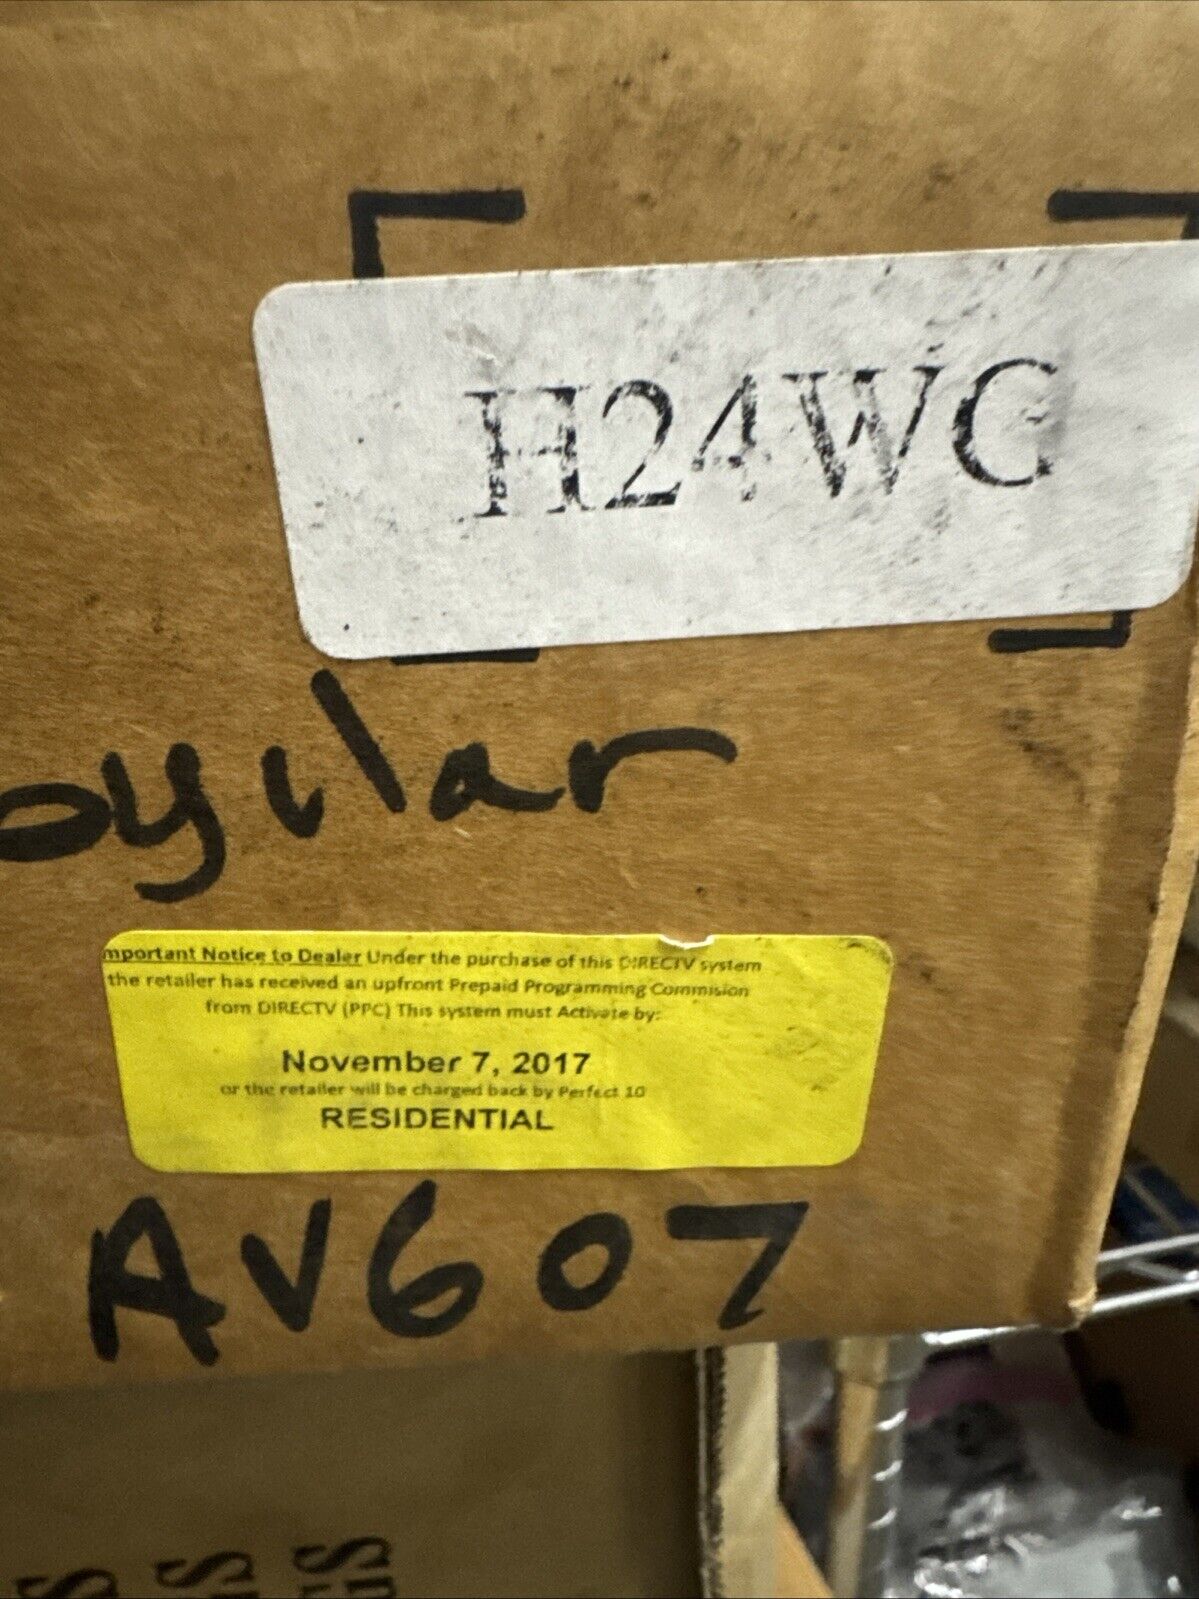 H24WC
AV607
mportant Notice to Dealer Under the purchase of this DIRECTV system
the retailer has received an upfront Prepaid Programming Commision
from DIRECTV (PPC) This system must Activate by:
November 7, 2017
or the retailer will be charged back by Perfect 10
RESIDENTIAL